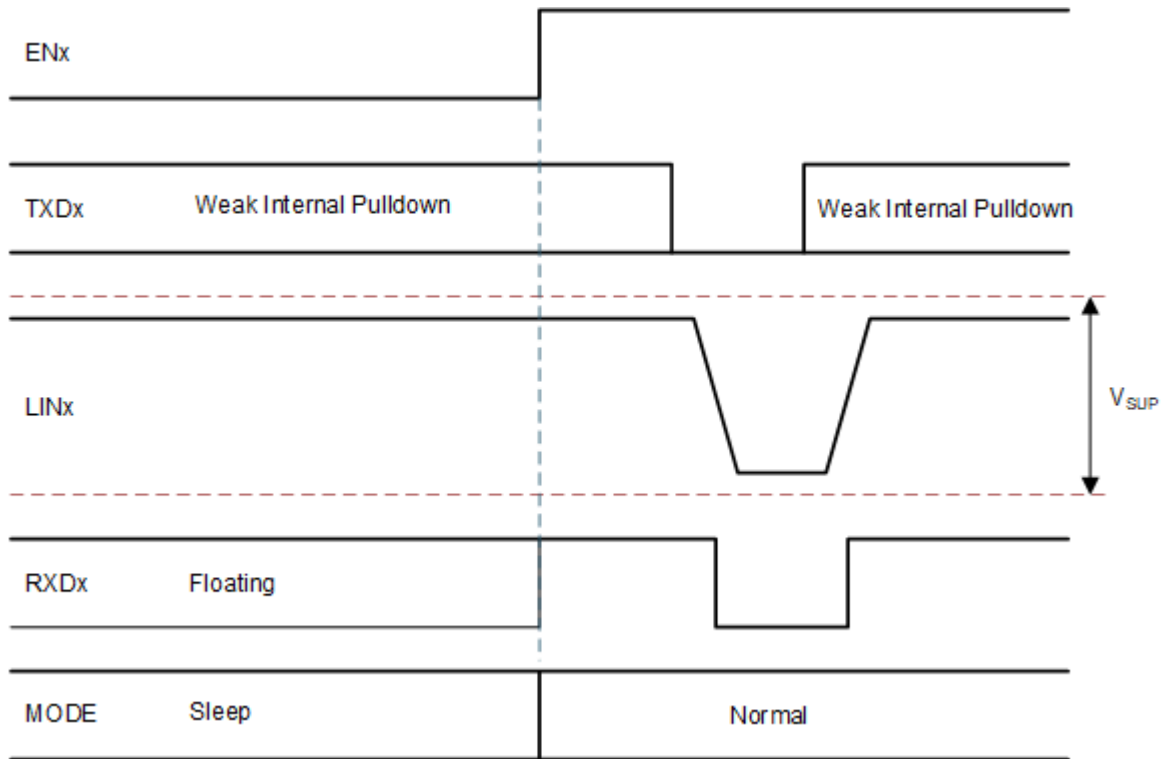 ENx
TXDx Weak Internal Pulldown Weak Internal Pulldown
LINx VSUP
RXDx Floating
MODE Sleep Normal